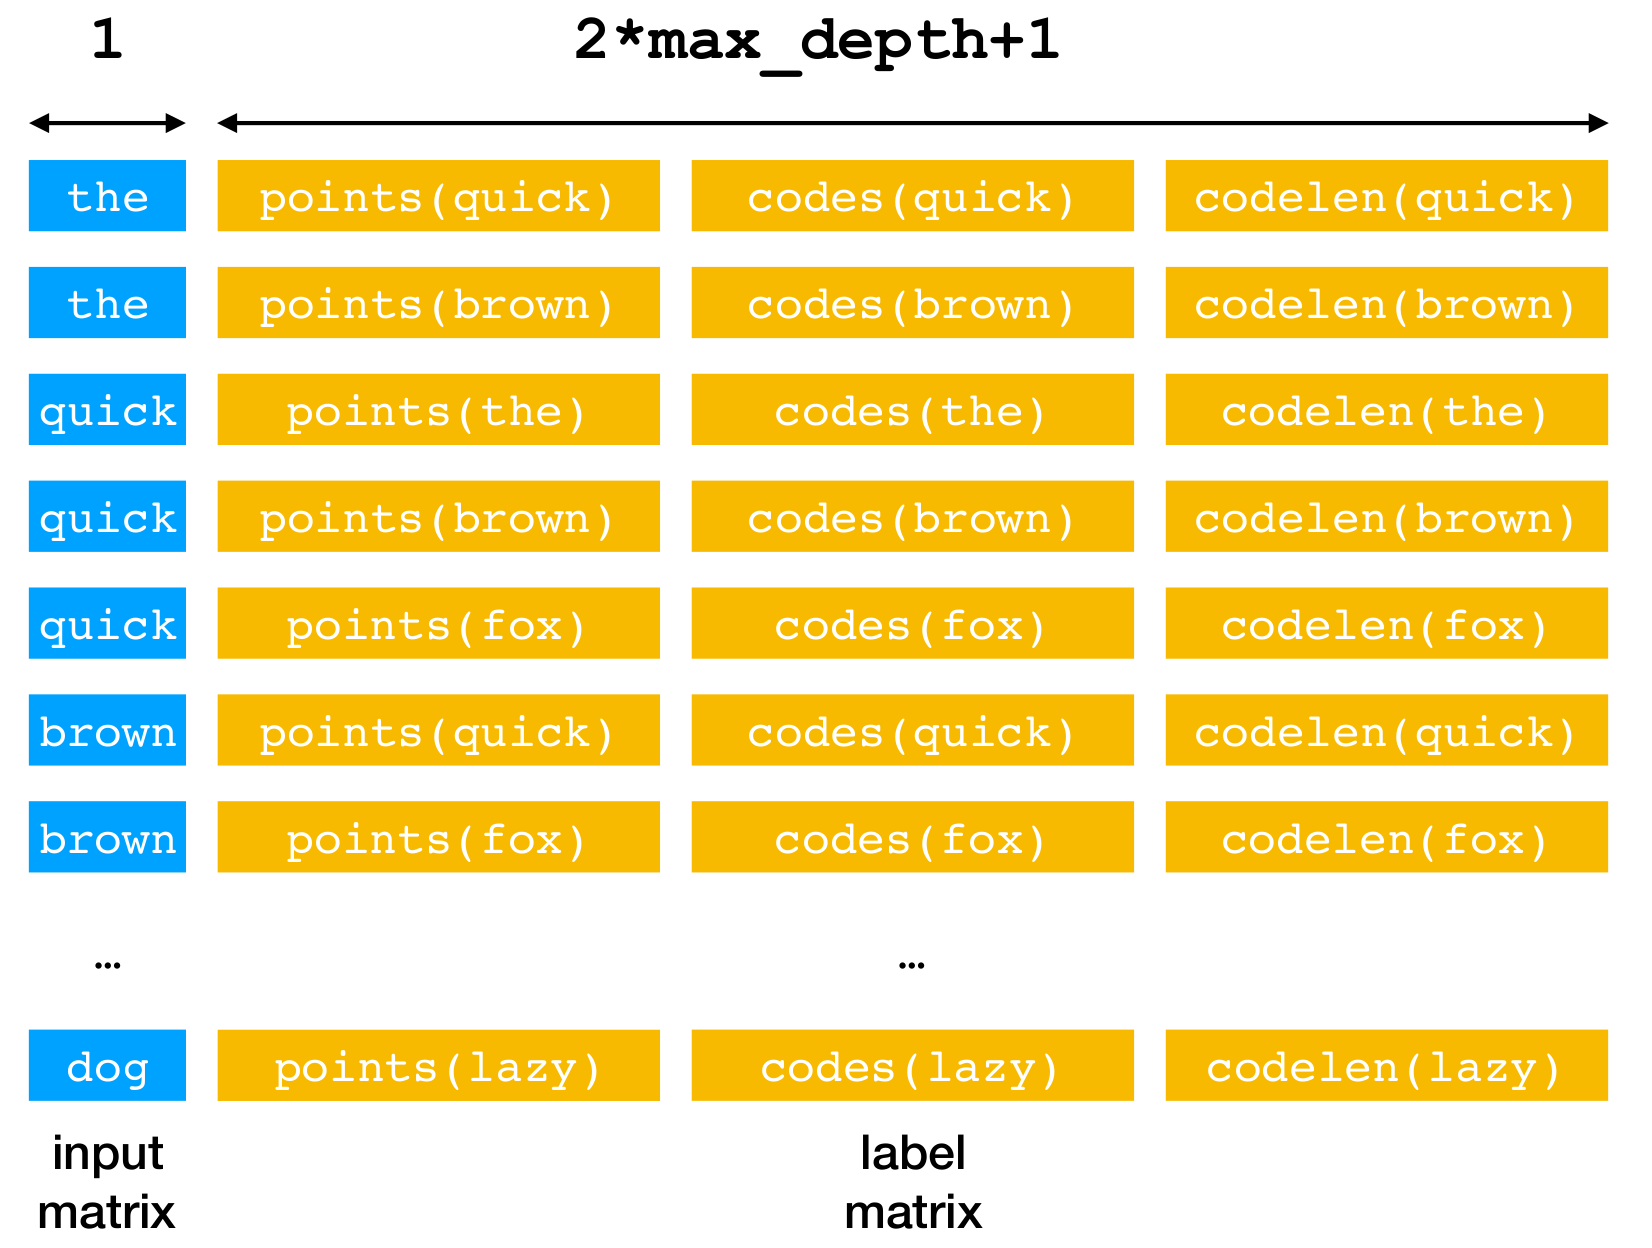 1 2*max_depth+1
the points(quick) codes(quick) codelen(quick)
the points(brown) codes(brown) codelen(brown)
quick points(the) codes(the) codelen(the)
quick points(brown) codes(brown) codelen(brown)
quick points(fox) codes(fox) codelen(fox)
brown points(quick) codes(quick) codelen(quick)
brown points(fox) codes(fox) codelen(fox)
… …
dog points(lazy) codes(lazy) codelen(lazy)
input label
matrix matrix